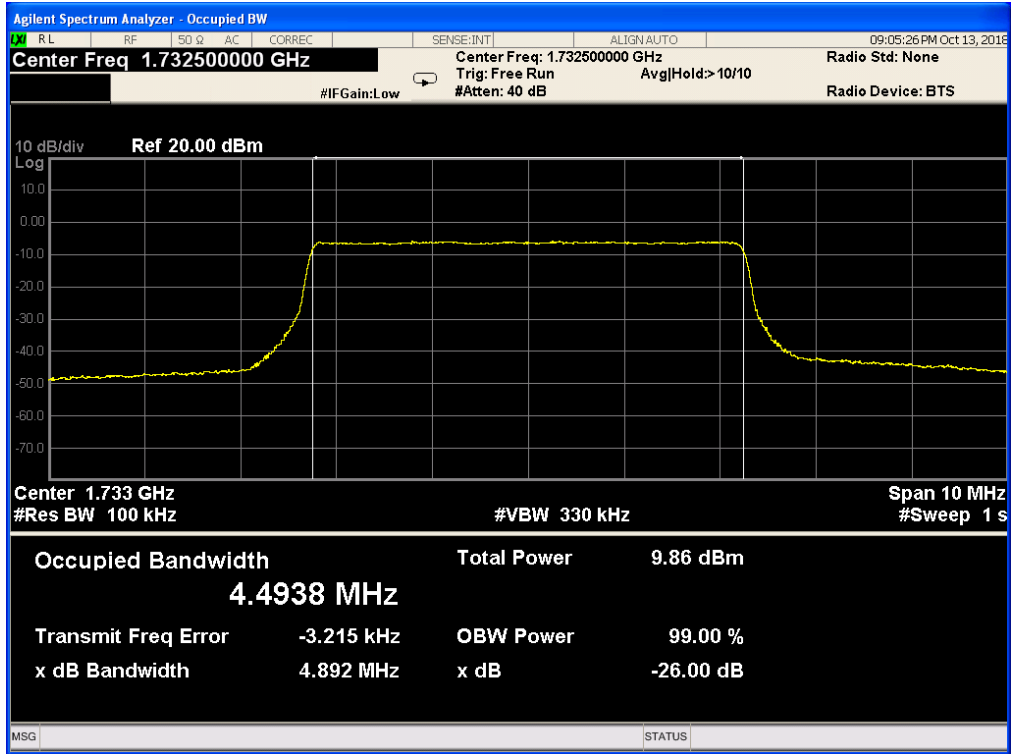 Agilent Spectrum Analyzer - Occupied BW
LXI RL RF 50 Ω AC CORREC SENSE:INT ALIGN AUTO 09:05:26 PM Oct 13, 2018
Center Freq 1.732500000 GHz Center Freq: 1.732500000 GHz Radio Std: None
Trig: Free Run Avg|Hold:>10/10
#IFGain:Low #Atten: 40 dB Radio Device: BTS
10 dB/div Ref 20.00 dBm
Log
10.0
0.00
-10.0
-20.0
-30.0
-40.0
-50.0
-60.0
-70.0
Center 1.733 GHz Span 10 MHz
#Res BW 100 kHz #VBW 330 kHz #Sweep 1 s
Occupied Bandwidth Total Power 9.86 dBm
4.4938 MHz
Transmit Freq Error -3.215 kHz OBW Power 99.00 %
x dB Bandwidth 4.892 MHz x dB -26.00 dB
MSG STATUS